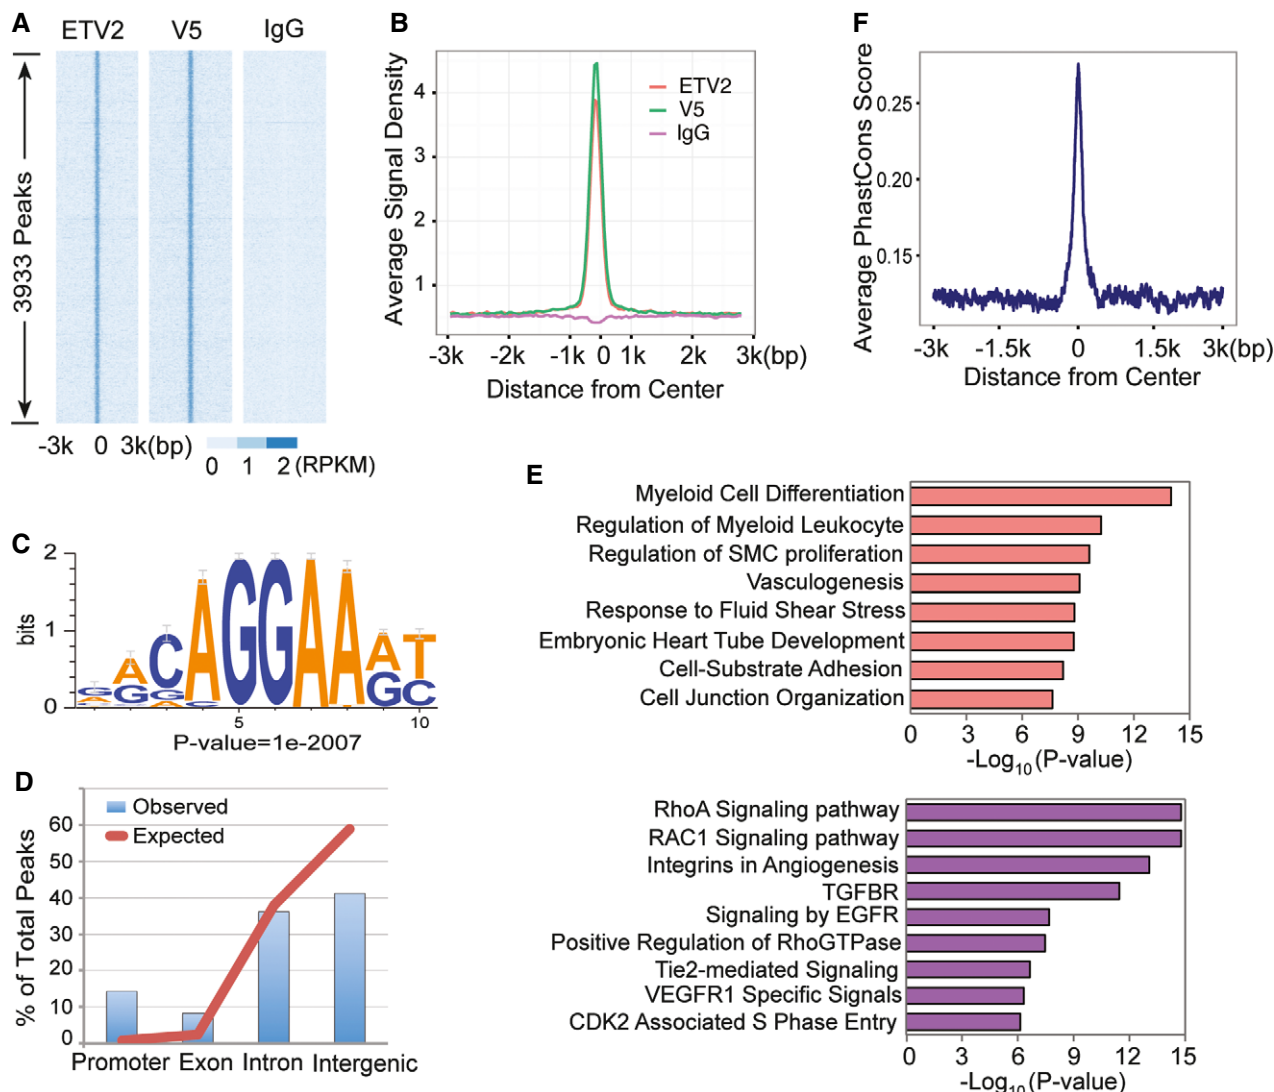 A
ETV2 V5 IgG
3933 Peaks
-3k 0 3k(bp)
0 1 2 (RPKM)
B
Average Signal Density
4
3
2
1
ETV2
V5
IgG
-3k -2k -1k 0 1k 2k 3k(bp)
Distance from Center
F
Average PhastCons Score
0.25
0.20
0.15
-3k -1.5k 0 1.5k 3k(bp)
Distance from Center
C
bits
2
1
0
G A
A G
C G A
A C
G
G
A
A
A G
T C
5 10
P-value=1e-2007
D
% of Total Peaks
Observed
Expected
60
50
40
30
20
10
0
Promoter Exon Intron Intergenic
E
Myeloid Cell Differentiation
Regulation of Myeloid Leukocyte
Regulation of SMC proliferation
Vasculogenesis
Response to Fluid Shear Stress
Embryonic Heart Tube Development
Cell-Substrate Adhesion
Cell Junction Organization
0 3 6 9 12 15
-Log10 (P-value)
RhoA Signaling pathway
RAC1 Signaling pathway
Integrins in Angiogenesis
TGFBR
Signaling by EGFR
Positive Regulation of RhoGTPase
Tie2-mediated Signaling
VEGFR1 Specific Signals
CDK2 Associated S Phase Entry
0 3 6 9 12 15
-Log10 (P-value)